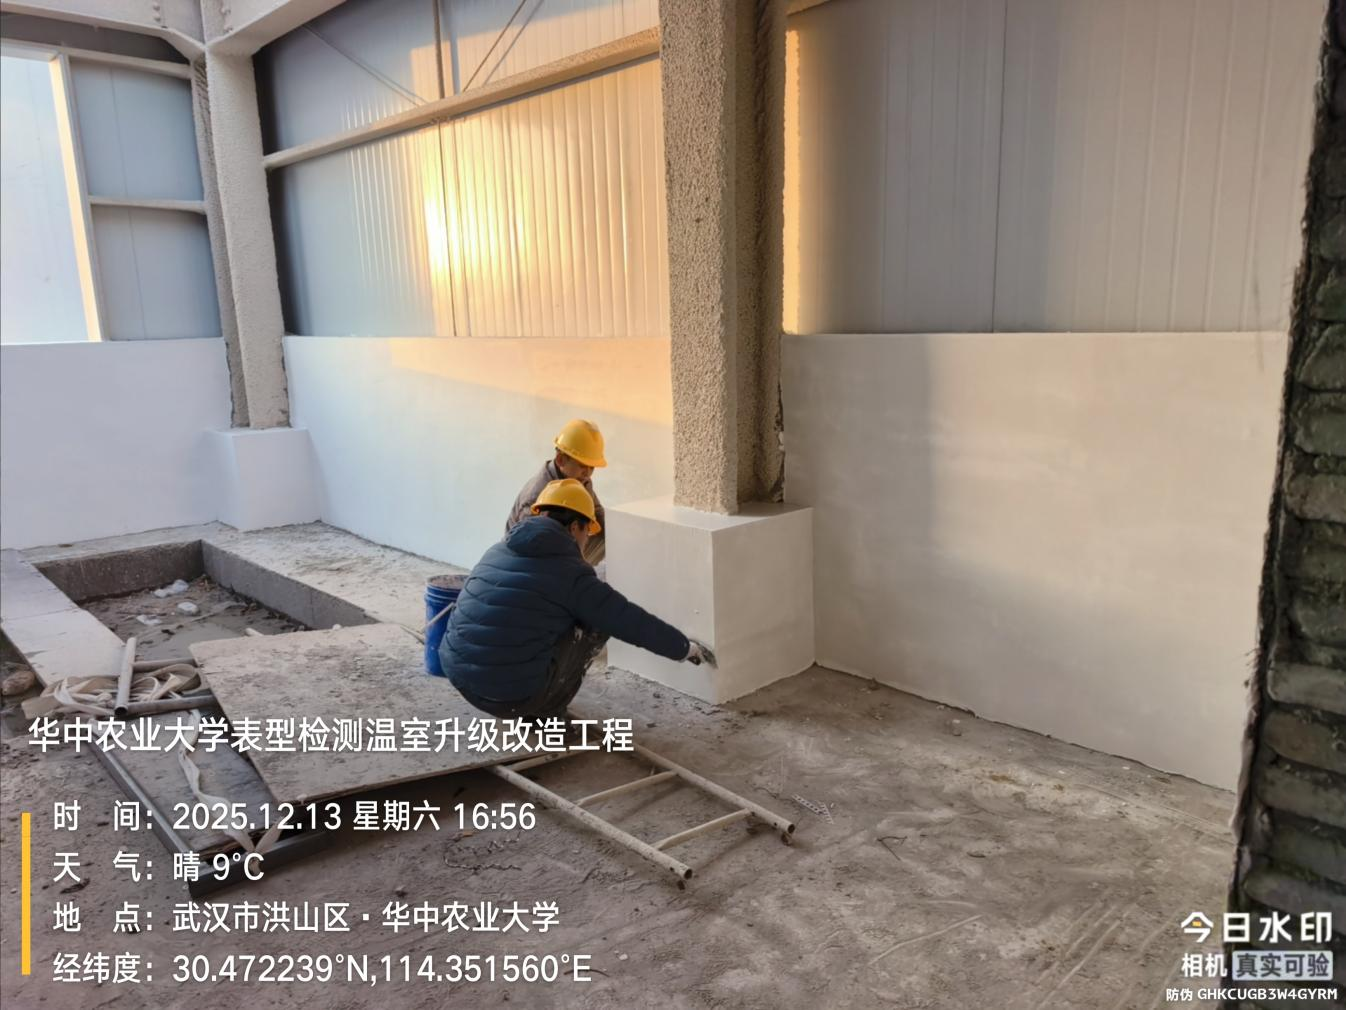 华中农业大学表型检测温室升级改造工程
时 间：2025.12.13 星期六 16:56
天 气：晴 9℃
地 点：武汉市洪山区·华中农业大学
经纬度：30.472239°N,114.351560°E
今日水印
相机 真实可验
防伪 GHKCUGB3W4GYRM